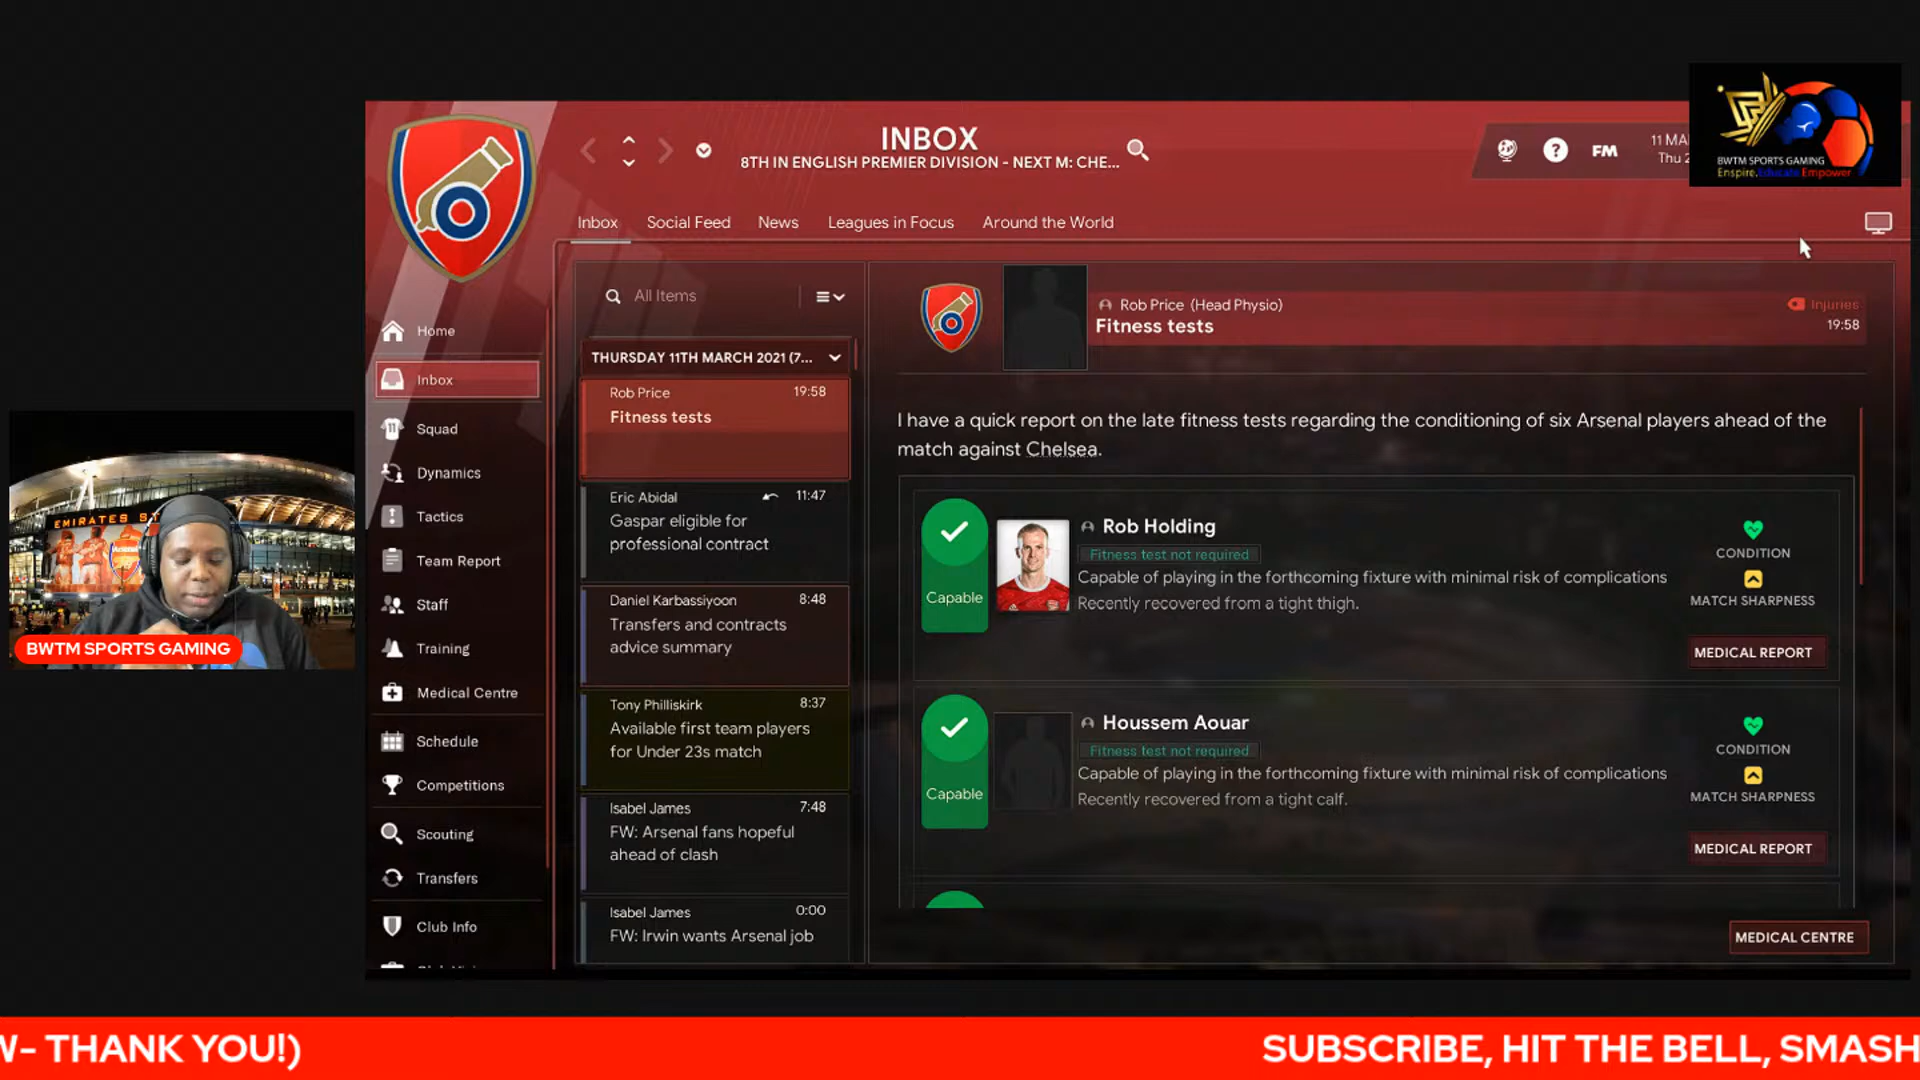 INBOX
8TH IN ENGLISH PREMIER DIVISION - NEXT M: CHE...
FM
11 MA
Thu 2
BWTM SPORTS GAMING
Enspire.Educate.Empower
Inbox
Social Feed
News
Leagues in Focus
Around the World
Home
Inbox
Squad
Dynamics
Tactics
Team Report
Staff
Training
Medical Centre
Schedule
Competitions
Scouting
Transfers
Club Info
All Items
THURSDAY 11TH MARCH 2021 (7...
Rob Price 19:58
Fitness tests
Eric Abidal 11:47
Gaspar eligible for
professional contract
Daniel Karbassiyoon 8:48
Transfers and contracts
advice summary
Tony Philliskirk 8:37
Available first team players
for Under 23s match
Isabel James 7:48
FW: Arsenal fans hopeful
ahead of clash
Isabel James 0:00
FW: Irwin wants Arsenal job
Rob Price (Head Physio)
Fitness tests
Injuries
19:58
I have a quick report on the late fitness tests regarding the conditioning of six Arsenal players ahead of the
match against Chelsea.
Capable
Rob Holding
Fitness test not required
Capable of playing in the forthcoming fixture with minimal risk of complications
Recently recovered from a tight thigh.
CONDITION
MATCH SHARPNESS
MEDICAL REPORT
Capable
Houssem Aouar
Fitness test not required
Capable of playing in the forthcoming fixture with minimal risk of complications
Recently recovered from a tight calf.
CONDITION
MATCH SHARPNESS
MEDICAL REPORT
MEDICAL CENTRE
EMIRATES ST
BWTM SPORTS GAMING
W- THANK YOU!)
SUBSCRIBE, HIT THE BELL, SMASH